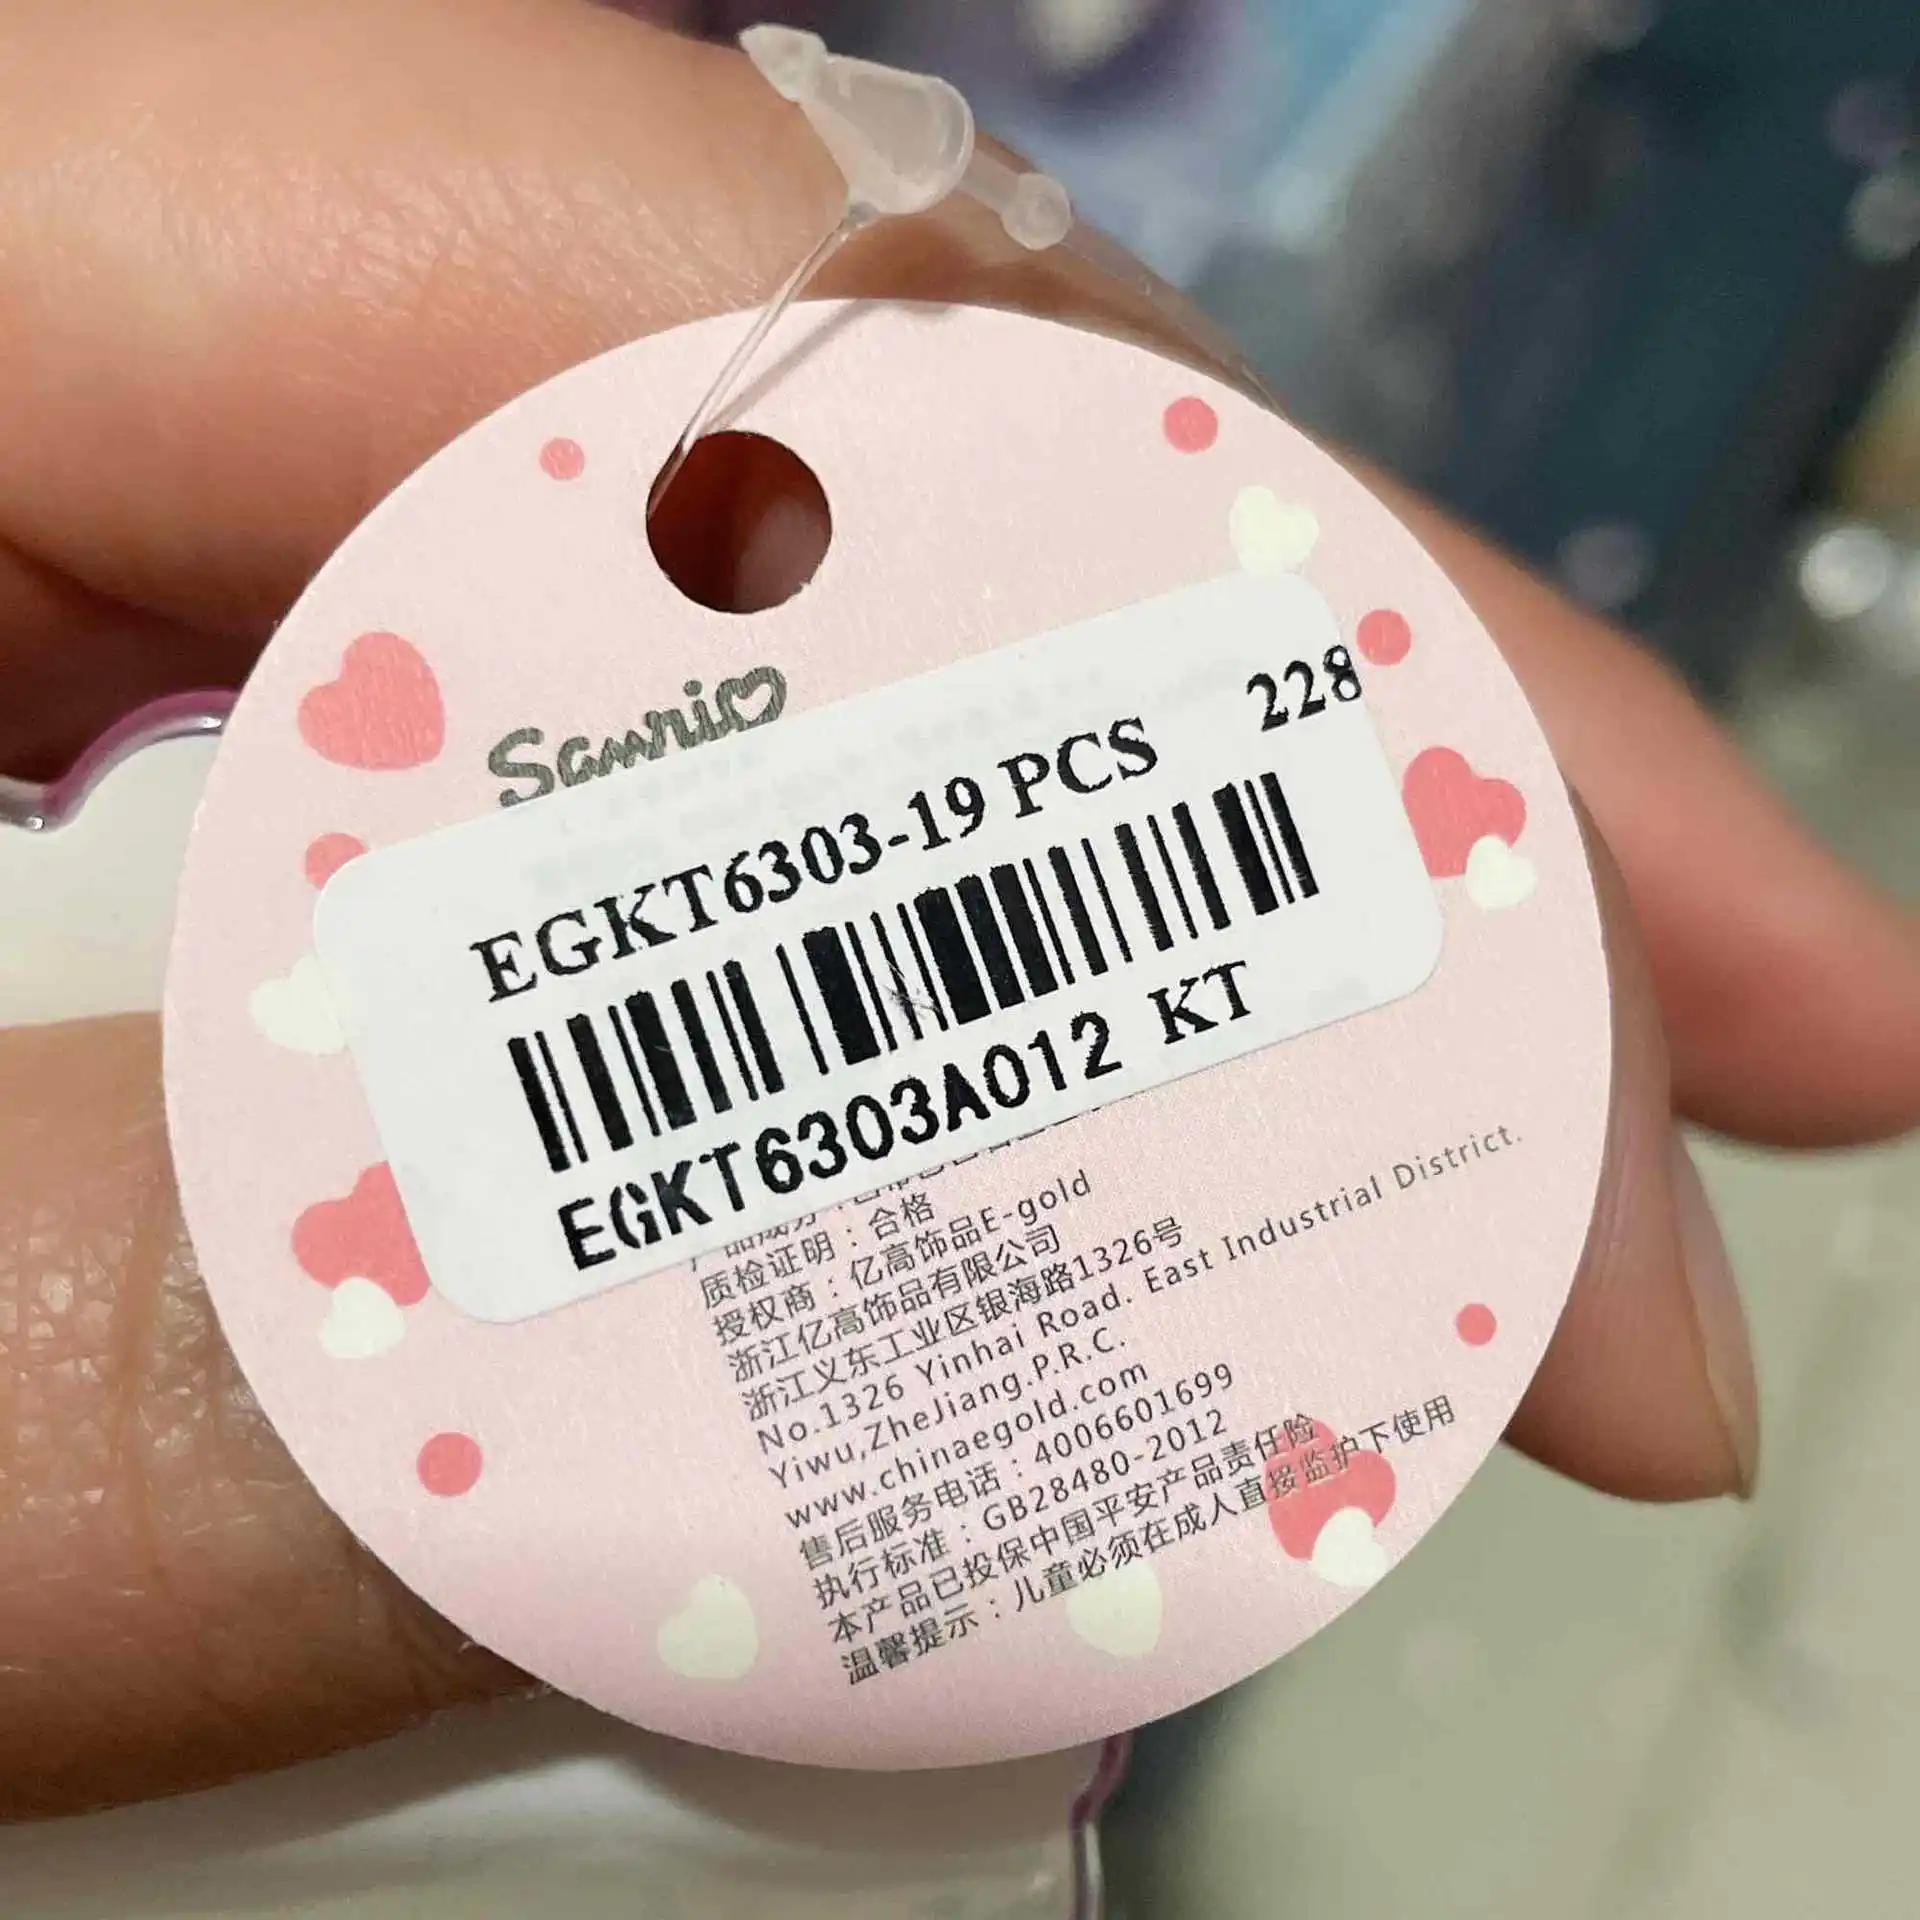 Sanrio
EGKT6303-19 PCS 228
EGKT6303A012 KT
质检证明：合格
授权商：亿高饰品E-gold
浙江亿高饰品有限公司
浙江义东工业区银海路1326号
No.1326 Yinhai Road. East Industrial District.
Yiwu,ZheJiang.P.R.C.
www.chinaegold.com
售后服务电话：4006601699
执行标准：GB28480-2012
本产品已投保中国平安产品责任险
温馨提示：儿童必须在成人直接监护下使用